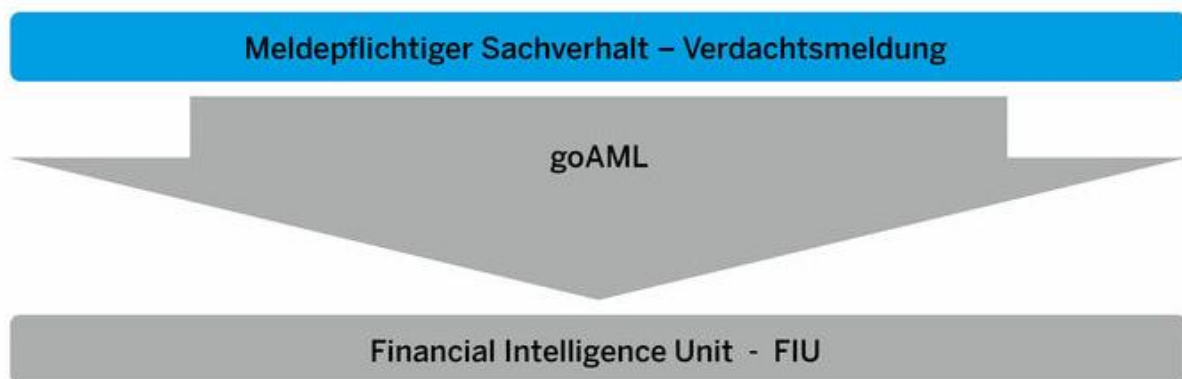 Meldepflichtiger Sachverhalt – Verdachtsmeldung
goAML
Financial Intelligence Unit - FIU